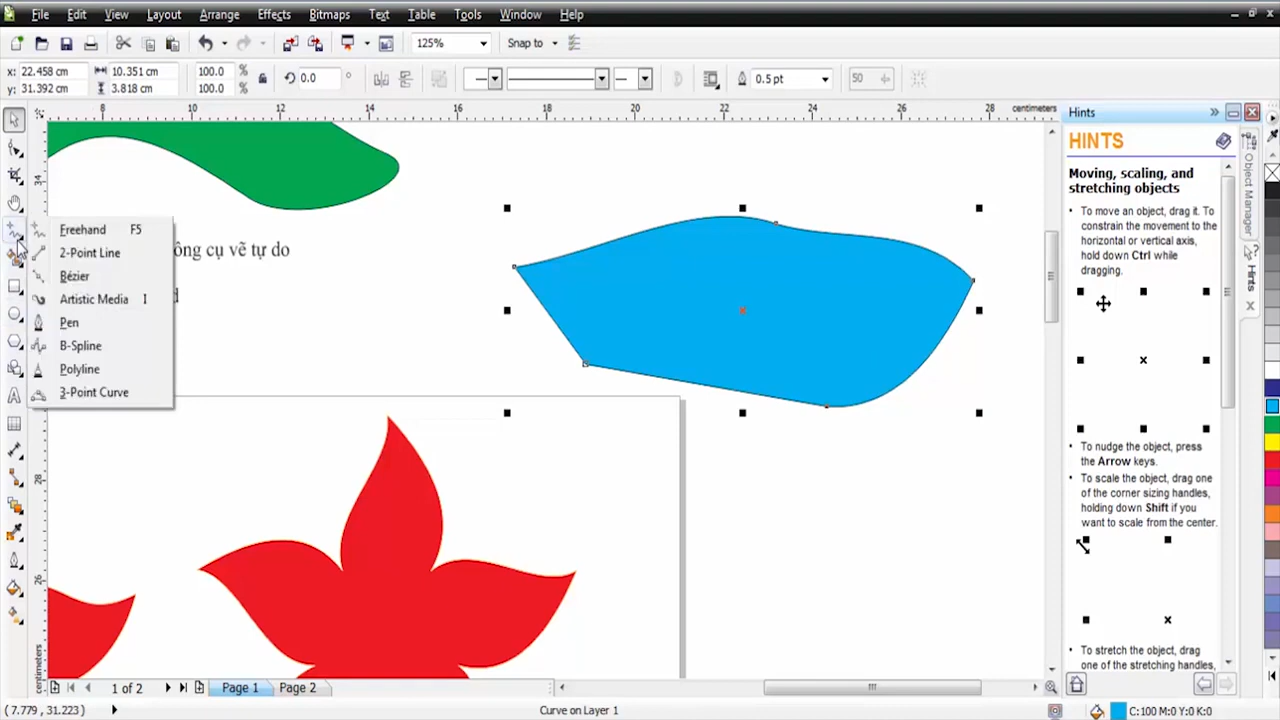 File Edit View Layout Arrange Effects Bitmaps Text Table Tools Window Help
125% Snap to
x: 22.458 cm 10.351 cm 100.0 % 0.0 ° 0.5 pt 50
y: 31.392 cm 3.818 cm 100.0 %
8 10 12 14 16 18 20 22 24 26 28 centimeters
34
28
26
centimeters
Freehand F5
2-Point Line
Bézier
Artistic Media I
Pen
B-Spline
Polyline
3-Point Curve
ông cụ vẽ tự do
d
Hints
HINTS
Moving, scaling, and
stretching objects
• To move an object, drag it. To
constrain the movement to the
horizontal or vertical axis,
hold down Ctrl while
dragging.
• To nudge the object, press
the Arrow keys.
• To scale the object, drag one
of the corner sizing handles,
holding down Shift if you
want to scale from the center.
• To stretch the object, drag
one of the stretching handles,
Object Manager
Hints
1 of 2 Page 1 Page 2
( 7.779 , 31.223 ) Curve on Layer 1 C:100 M:0 Y:0 K:0